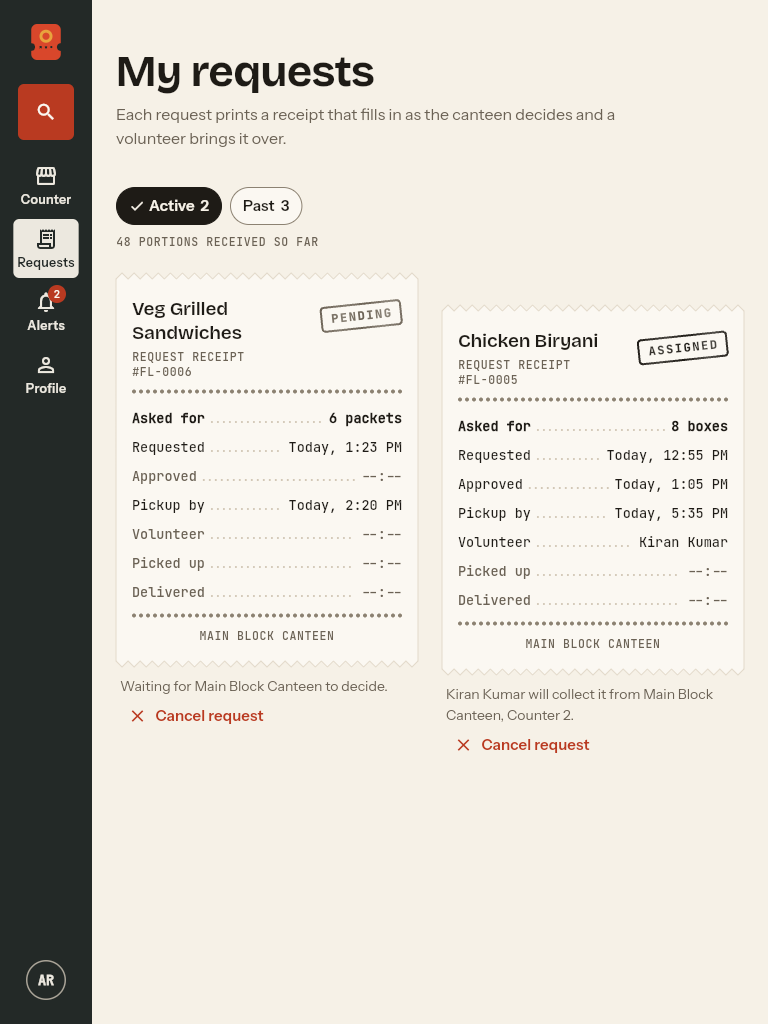 My requests
Each request prints a receipt that fills in as the canteen decides and a
volunteer brings it over.
Counter
Requests
2
Alerts
Profile
AR
Active 2
Past 3
48 PORTIONS RECEIVED SO FAR
Veg Grilled
Sandwiches
PENDING
REQUEST RECEIPT
#FL-0006
Asked for 6 packets
Requested Today, 1:23 PM
Approved --:--
Pickup by Today, 2:20 PM
Volunteer --:--
Picked up --:--
Delivered --:--
MAIN BLOCK CANTEEN
Waiting for Main Block Canteen to decide.
Cancel request
Chicken Biryani
ASSIGNED
REQUEST RECEIPT
#FL-0005
Asked for 8 boxes
Requested Today, 12:55 PM
Approved Today, 1:05 PM
Pickup by Today, 5:35 PM
Volunteer Kiran Kumar
Picked up --:--
Delivered --:--
MAIN BLOCK CANTEEN
Kiran Kumar will collect it from Main Block
Canteen, Counter 2.
Cancel request